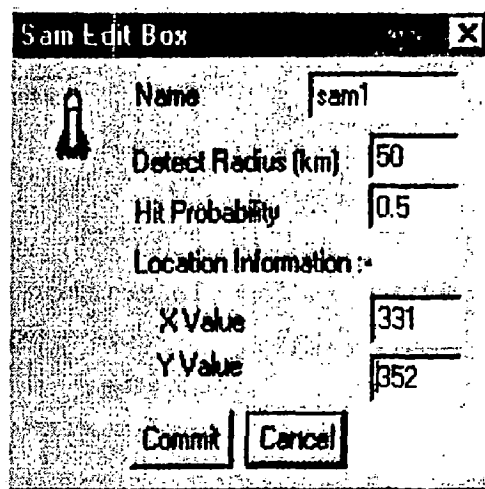 Sam Edit Box
Name sam1
Detect Radius (km) 50
Hit Probability 0.5
Location Information :-
X Value 331
Y Value 352
Commit Cancel